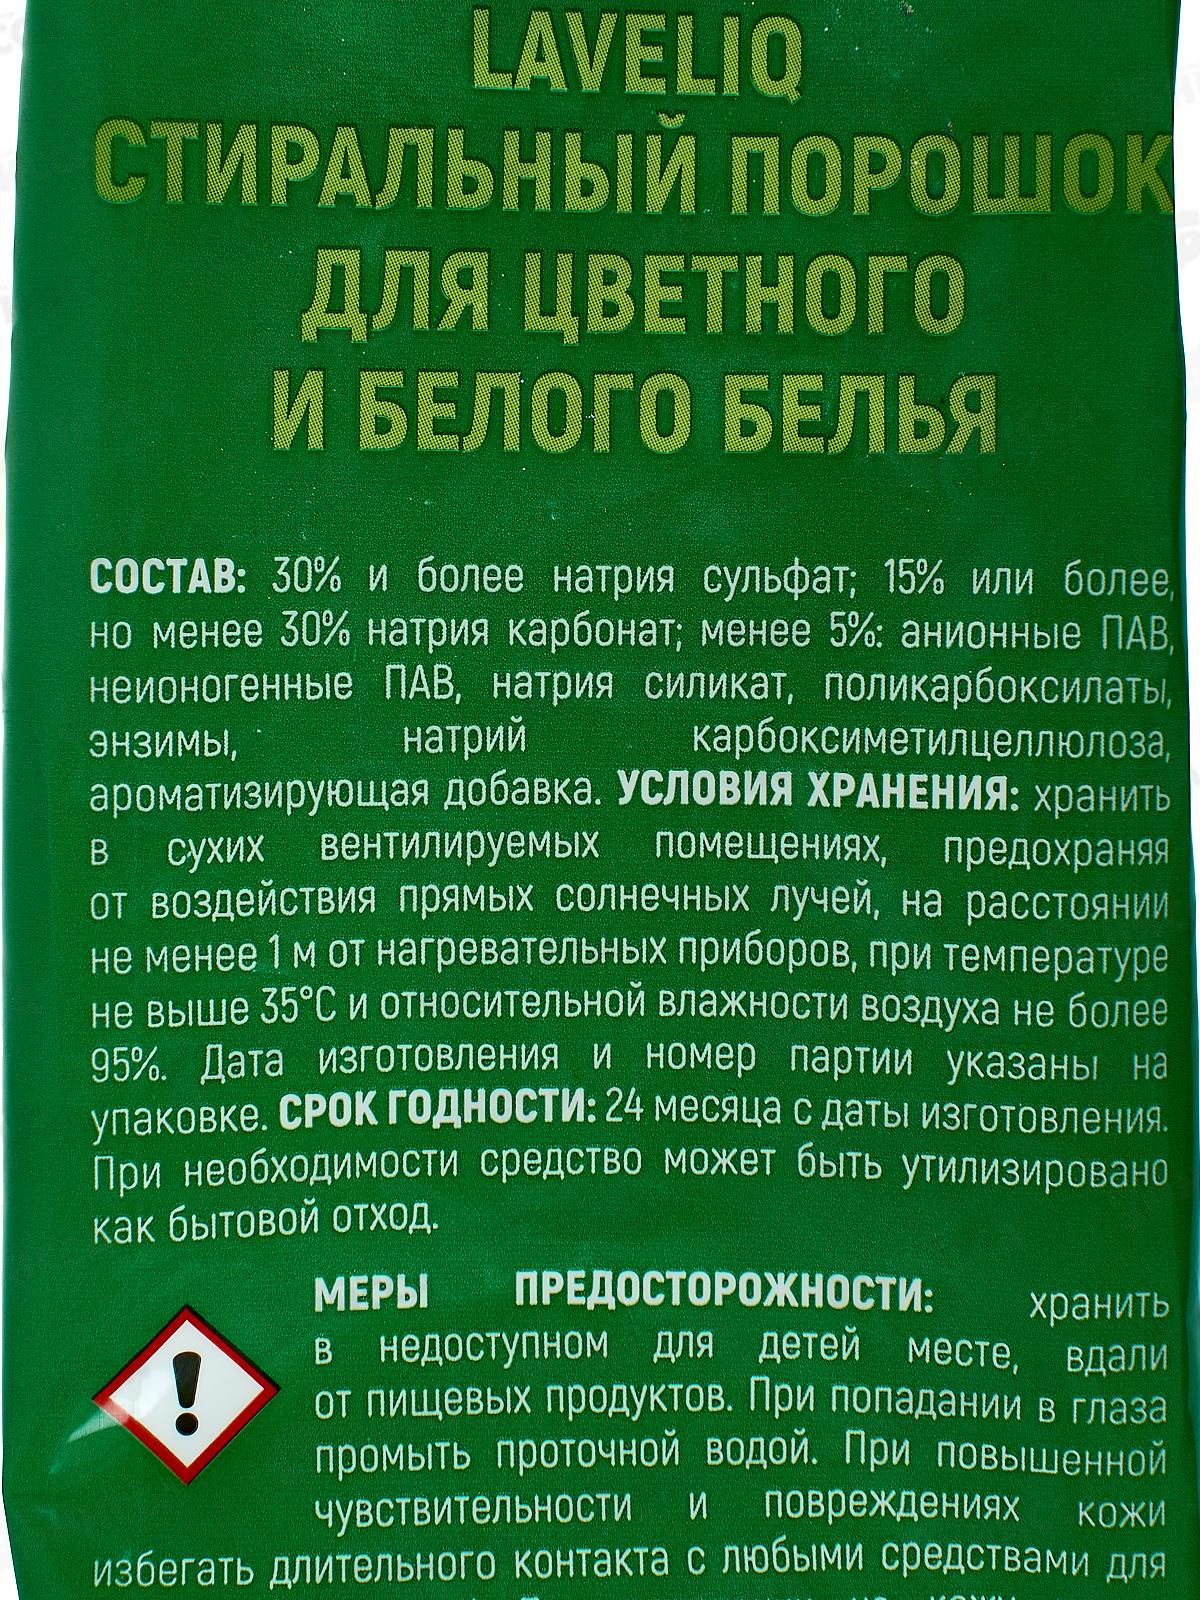 LAVELIQ
СТИРАЛЬНЫЙ ПОРОШОК
ДЛЯ ЦВЕТНОГО
И БЕЛОГО БЕЛЬЯ
СОСТАВ: 30% и более натрия сульфат; 15% или более,
но менее 30% натрия карбонат; менее 5%: анионные ПАВ,
неионогенные ПАВ, натрия силикат, поликарбоксилаты,
энзимы, натрий карбоксиметилцеллюлоза,
ароматизирующая добавка. УСЛОВИЯ ХРАНЕНИЯ: хранить
в сухих вентилируемых помещениях, предохраняя
от воздействия прямых солнечных лучей, на расстоянии
не менее 1 м от нагревательных приборов, при температуре
не выше 35°С и относительной влажности воздуха не более
95%. Дата изготовления и номер партии указаны на
упаковке. СРОК ГОДНОСТИ: 24 месяца с даты изготовления.
При необходимости средство может быть утилизировано
как бытовой отход.
МЕРЫ ПРЕДОСТОРОЖНОСТИ: хранить
в недоступном для детей месте, вдали
от пищевых продуктов. При попадании в глаза
промыть проточной водой. При повышенной
чувствительности и повреждениях кожи
избегать длительного контакта с любыми средствами для